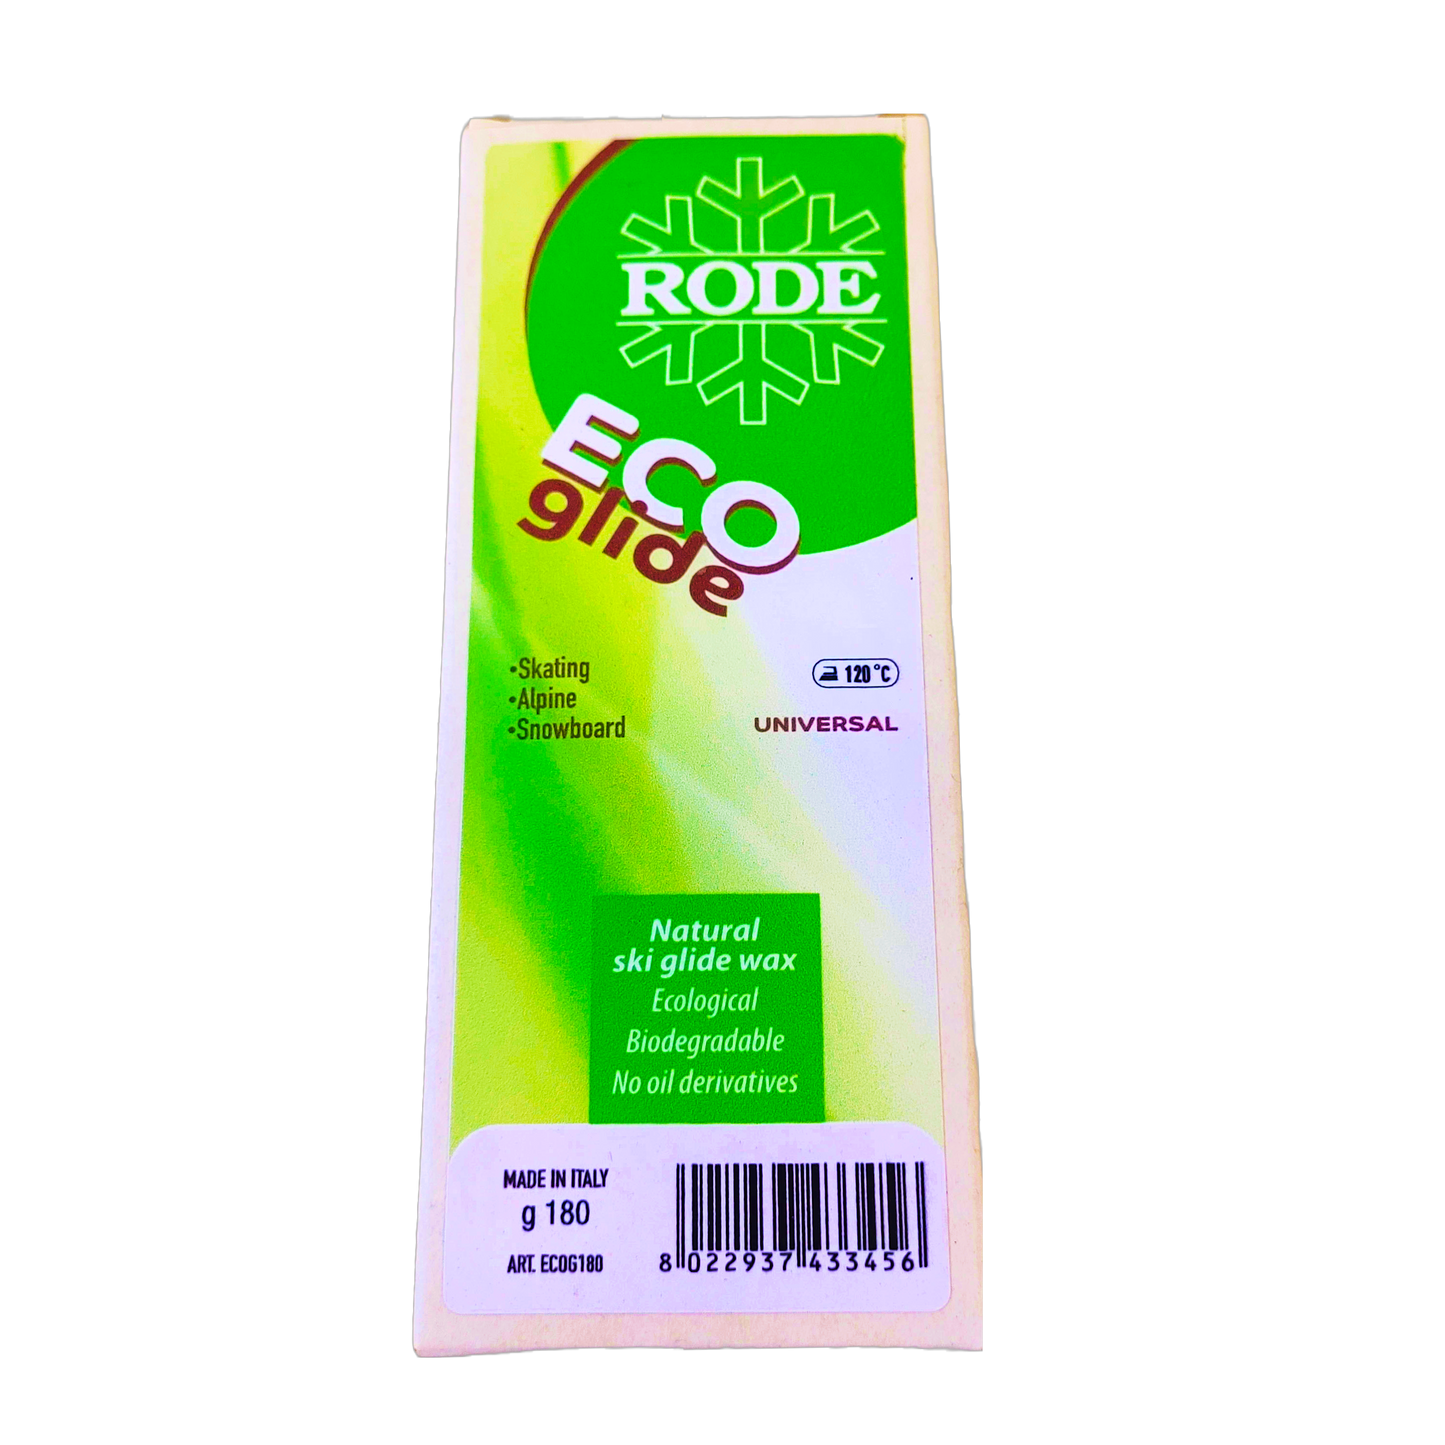 RODE
ECO
glide
•Skating
•Alpine
•Snowboard
120°C
UNIVERSAL
Natural
ski glide wax
Ecological
Biodegradable
No oil derivatives
MADE IN ITALY
g 180
ART. ECOG180
8 022937 433456